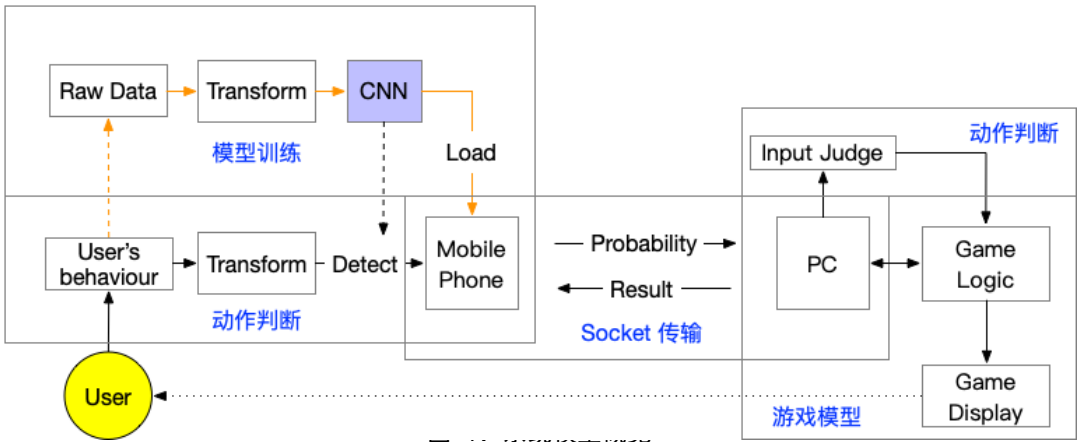 Raw Data
Transform
CNN
模型训练
Load
动作判断
Input Judge
User's
behaviour
Transform
Detect
Mobile
Phone
Probability
Result
PC
Game
Logic
动作判断
Socket 传输
User
Game
Display
游戏模型